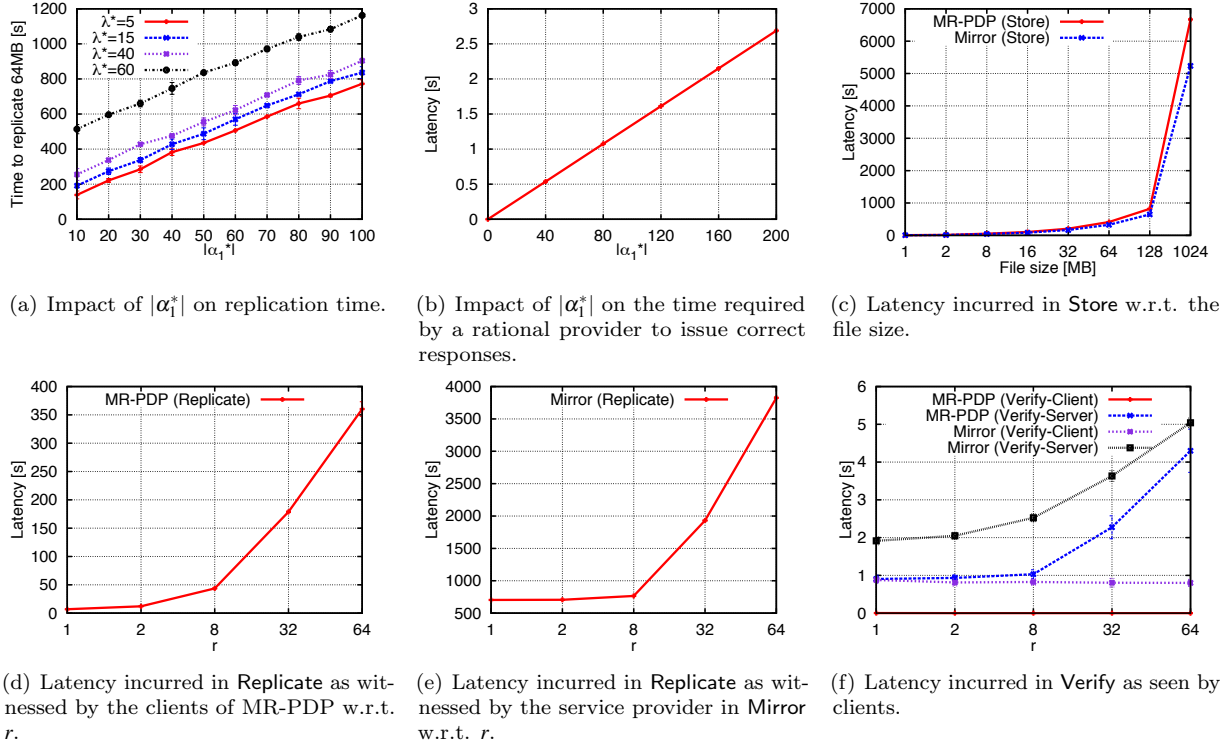 1200
1000
800
600
400
200
0
Time to replicate 64MB [s]
λ*=5
λ*=15
λ*=40
λ*=60
10 20 30 40 50 60 70 80 90 100
|α₁*|
(a) Impact of |α₁*| on replication time.
3
2.5
2
1.5
1
0.5
0
Latency [s]
0 40 80 120 160 200
|α₁*|
(b) Impact of |α₁*| on the time required
by a rational provider to issue correct
responses.
7000
6000
5000
4000
3000
2000
1000
0
Latency [s]
MR-PDP (Store)
Mirror (Store)
1 2 8 16 32 64 128 1024
File size [MB]
(c) Latency incurred in Store w.r.t. the
file size.
400
350
300
250
200
150
100
50
0
Latency [s]
MR-PDP (Replicate)
1 2 8 32 64
r
(d) Latency incurred in Replicate as wit-
nessed by the clients of MR-PDP w.r.t.
r.
4000
3500
3000
2500
2000
1500
1000
500
Latency [s]
Mirror (Replicate)
1 2 8 32 64
r
(e) Latency incurred in Replicate as wit-
nessed by the service provider in Mirror
w.r.t. r.
6
5
4
3
2
1
0
Latency [s]
MR-PDP (Verify-Client)
MR-PDP (Verify-Server)
Mirror (Verify-Client)
Mirror (Verify-Server)
1 2 8 32 64
r
(f) Latency incurred in Verify as seen by
clients.